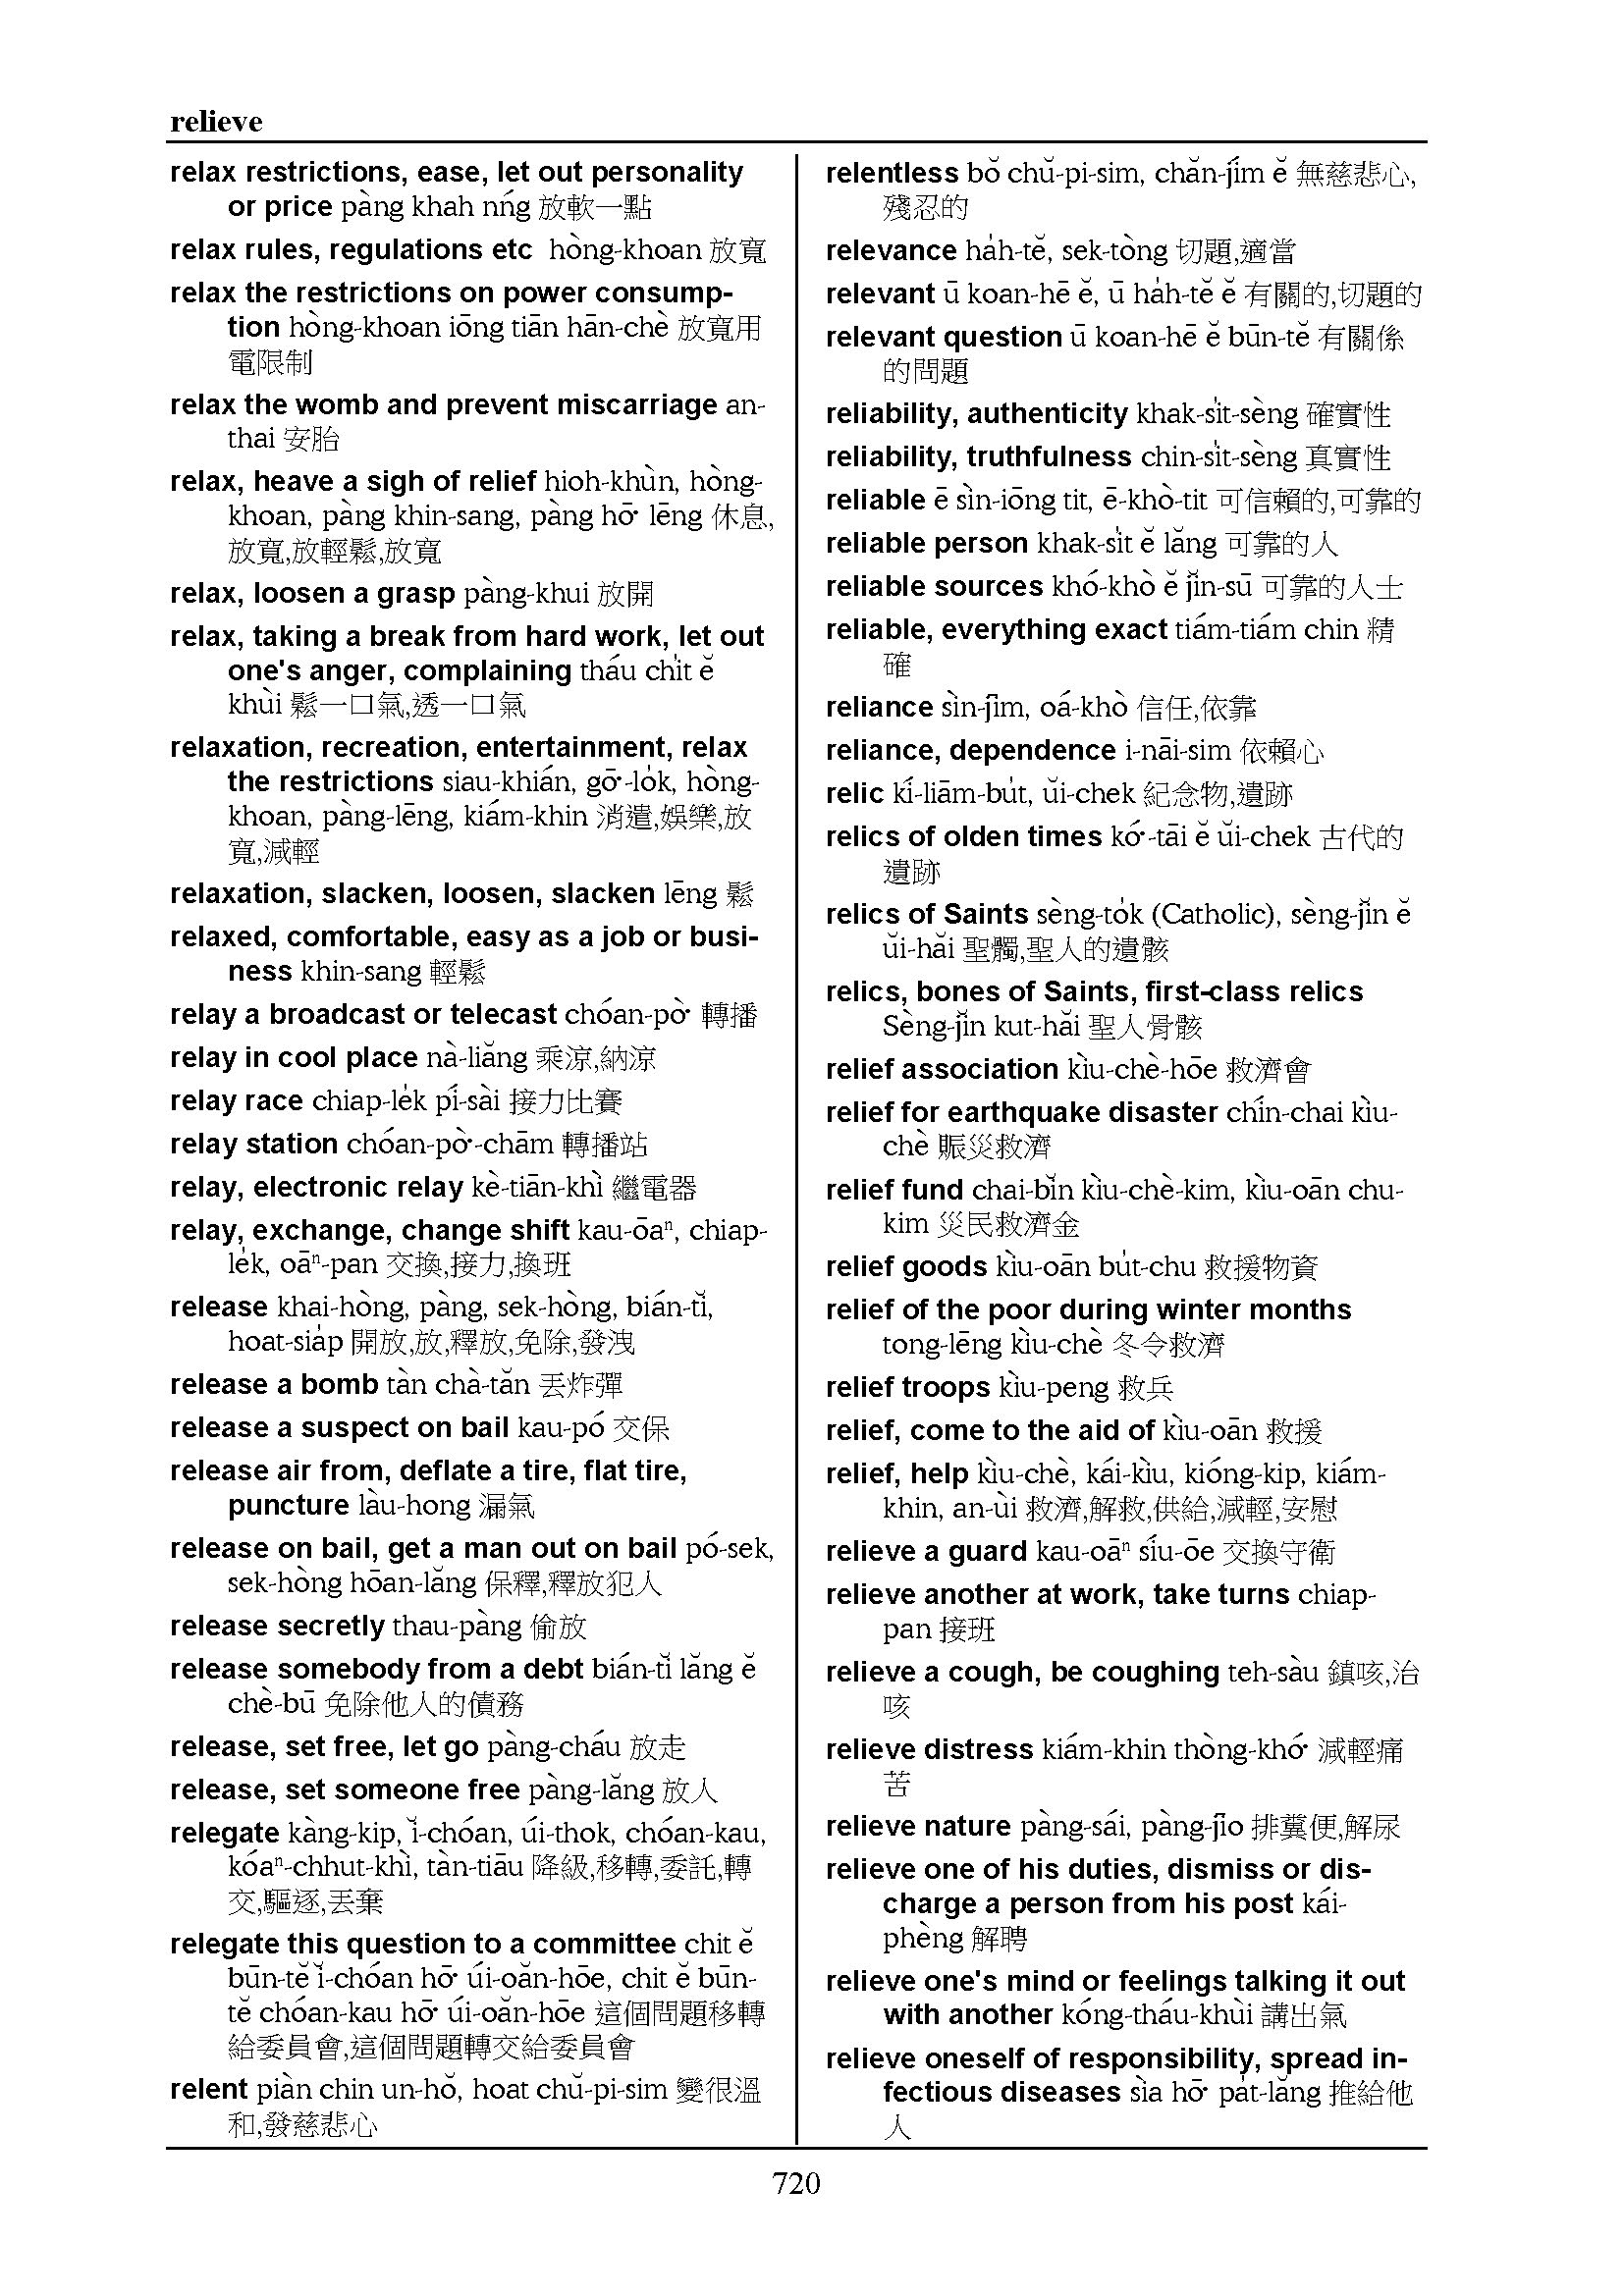 relieve
relax restrictions, ease, let out personality
or price pàng khah nńg 放軟一點
relax rules, regulations etc hòng-khoan 放寬
relax the restrictions on power consump-
tion hòng-khoan iōng tiān hān-chè 放寬用
電限制
relax the womb and prevent miscarriage an-
thai 安胎
relax, heave a sigh of relief hioh-khùn, hòng-
khoan, pàng khin-sang, pàng hō͘ lēng 休息,
放寬,放輕鬆,放寬
relax, loosen a grasp pàng-khui 放開
relax, taking a break from hard work, let out
one's anger, complaining tháu chi̍t ĕ
khùi 鬆一口氣,透一口氣
relaxation, recreation, entertainment, relax
the restrictions siau-khián, gō͘-lo̍k, hòng-
khoan, pàng-lēng, kiám-khin 消遣,娛樂,放
寬,減輕
relaxation, slacken, loosen, slacken lēng 鬆
relaxed, comfortable, easy as a job or busi-
ness khin-sang 輕鬆
relay a broadcast or telecast chóan-pò͘ 轉播
relay in cool place nà-liăng 乘涼,納涼
relay race chiap-le̍k pí-sài 接力比賽
relay station chóan-pò͘-chām 轉播站
relay, electronic relay kè-tiān-khì 繼電器
relay, exchange, change shift kau-ōaⁿ, chiap-
le̍k, oāⁿ-pan 交換,接力,換班
release khai-hòng, pàng, sek-hòng, bián-tĭ,
hoat-sia̍p 開放,放,釋放,免除,發洩
release a bomb tàn chà-tăn 丟炸彈
release a suspect on bail kau-pó 交保
release air from, deflate a tire, flat tire,
puncture làu-hong 漏氣
release on bail, get a man out on bail pó-sek,
sek-hòng hōan-lăng 保釋,釋放犯人
release secretly thau-pàng 偷放
release somebody from a debt bián-tĭ lăng ĕ
chè-bū 免除他人的債務
release, set free, let go pàng-cháu 放走
release, set someone free pàng-lăng 放人
relegate kàng-kip, ĭ-chóan, úi-thok, chóan-kau,
kóaⁿ-chhut-khì, tàn-tiāu 降級,移轉,委託,轉
交,驅逐,丟棄
relegate this question to a committee chit ĕ
būn-tĕ ĭ-chóan hō͘ úi-oăn-hōe, chit ĕ būn-
tĕ chóan-kau hō͘ úi-oăn-hōe 這個問題移轉
給委員會,這個問題轉交給委員會
relent piàn chin un-hŏ, hoat chŭ-pi-sim 變很溫
和,發慈悲心
relentless bŏ chŭ-pi-sim, chăn-jím ĕ 無慈悲心,
殘忍的
relevance ha̍h-tĕ, sek-tòng 切題,適當
relevant ū koan-hē ĕ, ū ha̍h-tĕ ĕ 有關的,切題的
relevant question ū koan-hē ĕ būn-tĕ 有關係
的問題
reliability, authenticity khak-si̍t-sèng 確實性
reliability, truthfulness chin-si̍t-sèng 真實性
reliable ē sìn-iōng tit, ē-khò-tit 可信賴的,可靠的
reliable person khak-si̍t ĕ lăng 可靠的人
reliable sources khó-khò ĕ jĭn-sū 可靠的人士
reliable, everything exact tiám-tiám chin 精
確
reliance sìn-jīm, oá-khò 信任,依靠
reliance, dependence i-nāi-sim 依賴心
relic kí-liām-bu̍t, ŭi-chek 紀念物,遺跡
relics of olden times kó͘-tāi ĕ ŭi-chek 古代的
遺跡
relics of Saints sèng-to̍k (Catholic), sèng-jĭn ĕ
ŭi-hăi 聖髑,聖人的遺骸
relics, bones of Saints, first-class relics
Sèng-jĭn kut-hăi 聖人骨骸
relief association kìu-chè-hōe 救濟會
relief for earthquake disaster chín-chai kìu-
chè 賑災救濟
relief fund chai-bĭn kìu-chè-kim, kìu-oān chu-
kim 災民救濟金
relief goods kìu-oān bu̍t-chu 救援物資
relief of the poor during winter months
tong-lēng kìu-chè 冬令救濟
relief troops kìu-peng 救兵
relief, come to the aid of kìu-oān 救援
relief, help kìu-chè, kái-kìu, kióng-kip, kiám-
khin, an-ùi 救濟,解救,供給,減輕,安慰
relieve a guard kau-oāⁿ síu-ōe 交換守衛
relieve another at work, take turns chiap-
pan 接班
relieve a cough, be coughing teh-sàu 鎮咳,治
咳
relieve distress kiám-khin thòng-khó͘ 減輕痛
苦
relieve nature pàng-sái, pàng-jīo 排糞便,解尿
relieve one of his duties, dismiss or dis-
charge a person from his post kái-
phèng 解聘
relieve one's mind or feelings talking it out
with another kóng-tháu-khùi 講出氣
relieve oneself of responsibility, spread in-
fectious diseases sìa hō͘ pa̍t-lăng 推給他
人
720